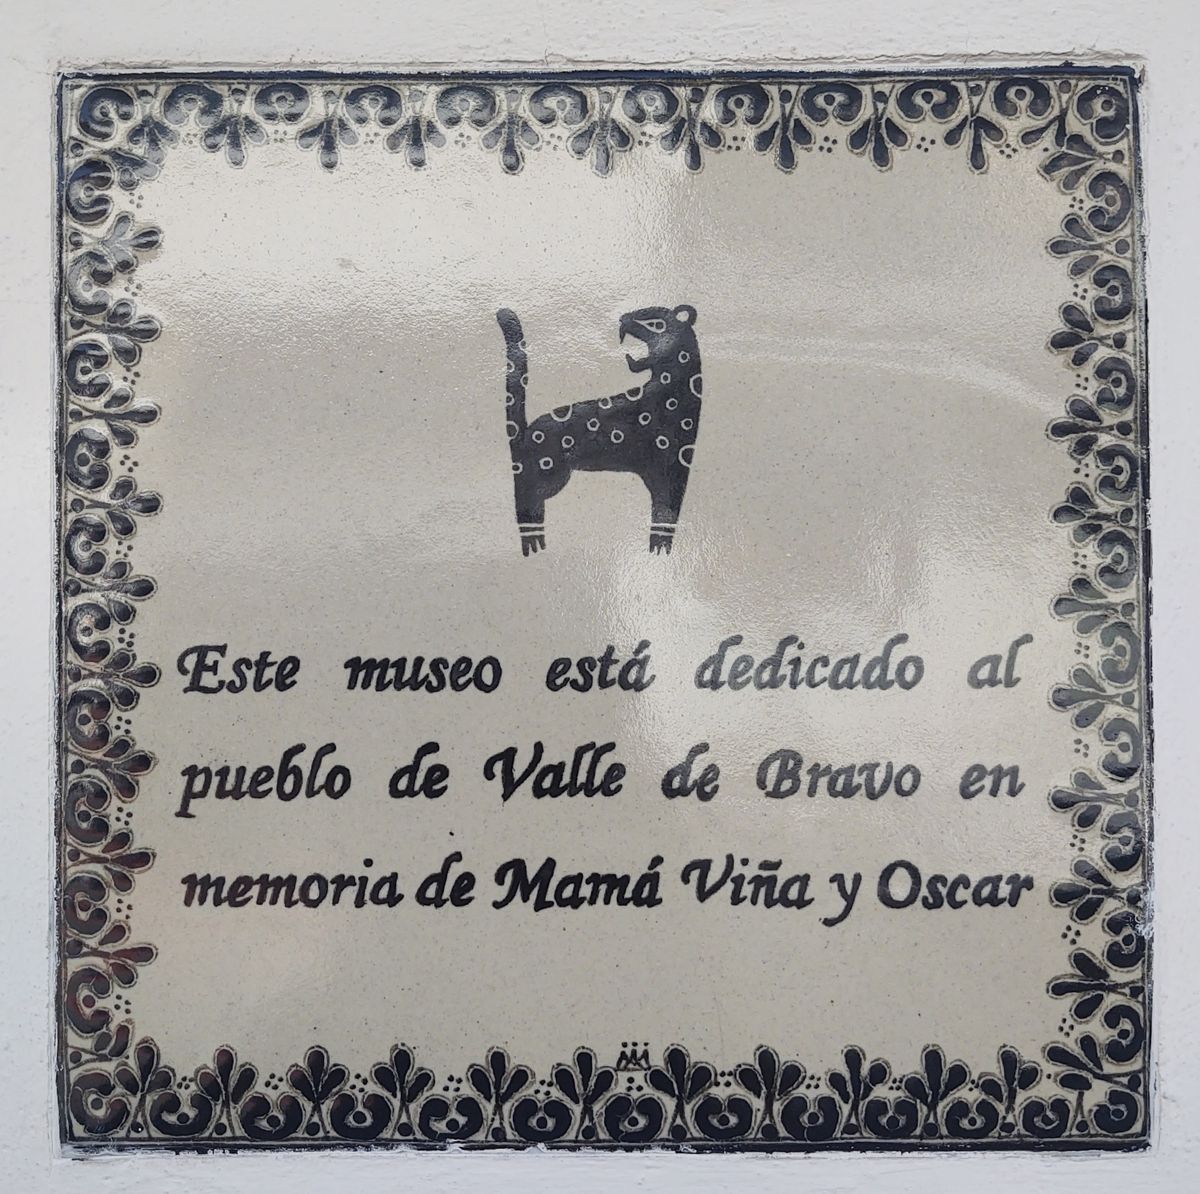 Este museo está dedicado al
pueblo de Valle de Bravo en
memoria de Mamá Viña y Oscar